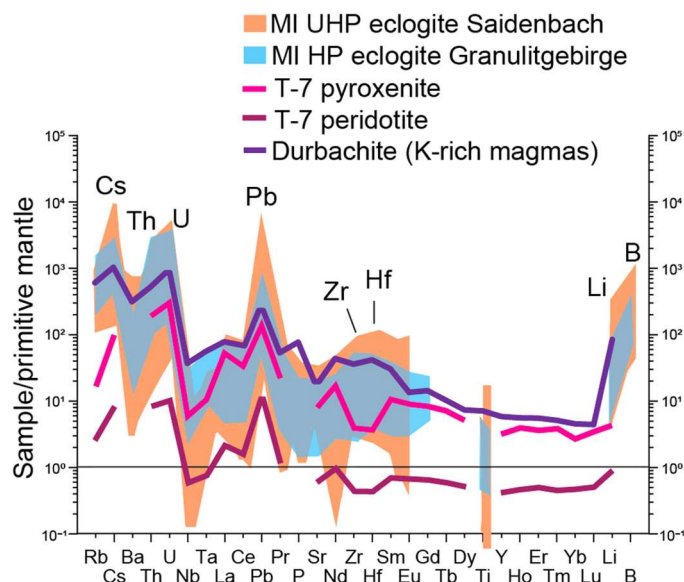 MI UHP eclogite Saidenbach
MI HP eclogite Granulitgebirge
T-7 pyroxenite
T-7 peridotite
Durbachite (K-rich magmas)
10⁵ 10⁵
Cs
Pb
Th U
10⁴ 10⁴
B
Zr Hf
Li
10³ 10³
10² 10²
10¹ 10¹
10⁰ 10⁰
10⁻¹ 10⁻¹
Sample/primitive mantle
Rb Ba U Ta Ce Pr Sr Zr Sm Gd Dy Y Er Yb Li
Cs Th Nb La Pb P Nd Hf Eu Tb Ti Ho Tm Lu B